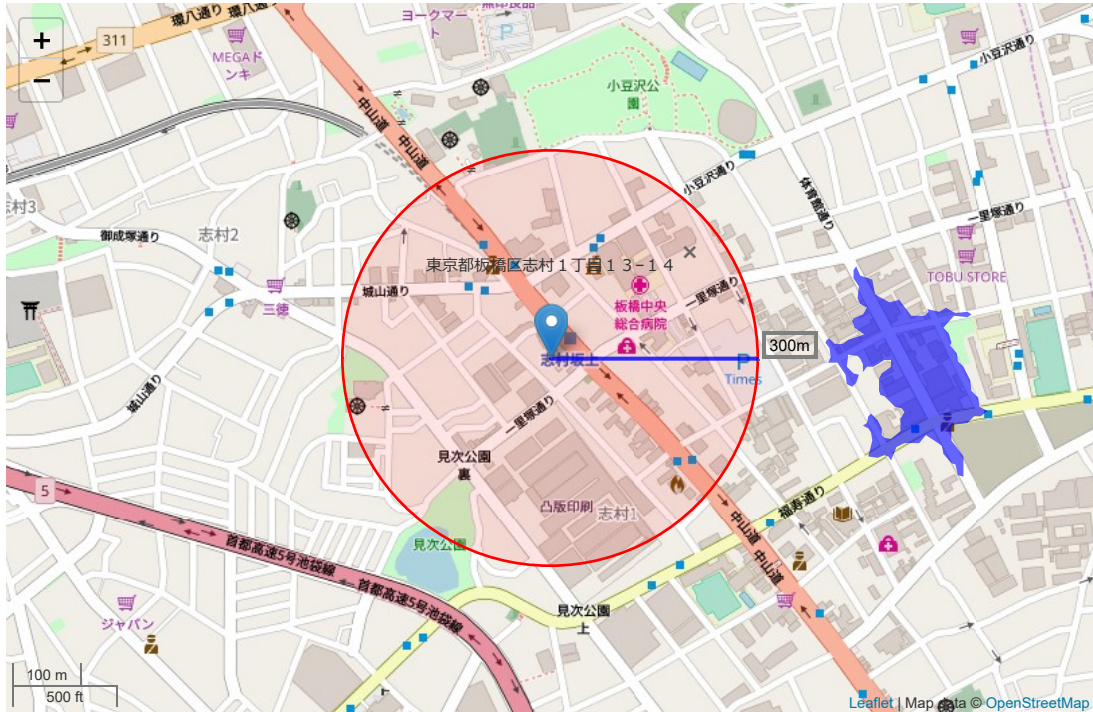 +
−
311
環八通り
環八通り
ヨークマー
ト
無印良品
P
MEGAド
ンキ
中山道
中山道
小豆沢公
園
小豆沢通り
小豆沢通り
体育館通り
一里塚通り
志村3
御成塚通り
志村2
東京都板橋区志村１丁目１３−１４
TOBU STORE
城山通り
三徳
板橋中央
総合病院
一里塚通り
300m
志村坂上
P
Times
城山通り
一里塚通り
見次公園
裏
5
凸版印刷
志村1
福寿通り
中山道
中山道
見次公園
首都高速5号池袋線
首都高速5号池袋線
見次公園
上
ジャパン
100 m
500 ft
Leaflet | Map data © OpenStreetMap